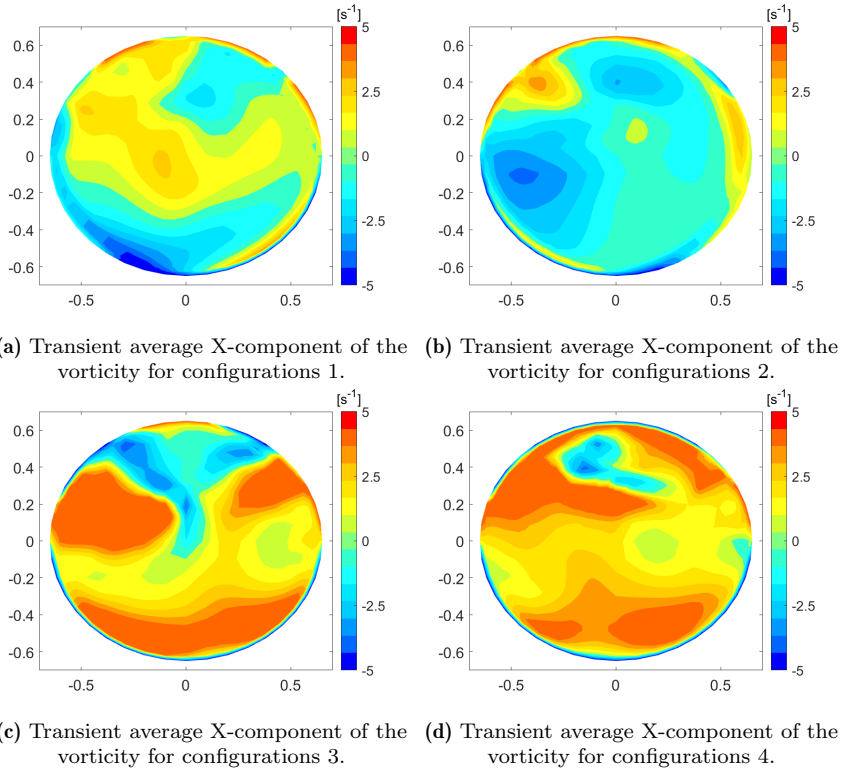 [s-1] [s-1]
0.6 5 0.6 5
0.4 0.4
2.5 2.5
0.2 0.2
0 0 0 0
-0.2 -0.2
-2.5 -2.5
-0.4 -0.4
-0.6 -5 -0.6 -5
-0.5 0 0.5 -0.5 0 0.5
(a) Transient average X-component of the (b) Transient average X-component of the
vorticity for configurations 1. vorticity for configurations 2.
[s-1] [s-1]
0.6 5 0.6 5
0.4 0.4
2.5 2.5
0.2 0.2
0 0 0 0
-0.2 -0.2
-2.5 -2.5
-0.4 -0.4
-0.6 -5 -0.6 -5
-0.5 0 0.5 -0.5 0 0.5
(c) Transient average X-component of the (d) Transient average X-component of the
vorticity for configurations 3. vorticity for configurations 4.